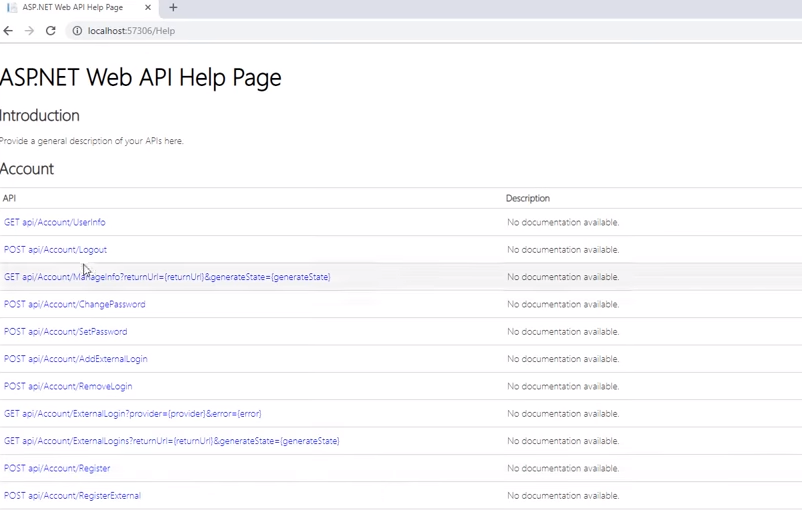 ASP.NET Web API Help Page
localhost:57306/Help
ASP.NET Web API Help Page
Introduction
Provide a general description of your APIs here.
Account
API Description
GET api/Account/UserInfo No documentation available.
POST api/Account/Logout No documentation available.
GET api/Account/ManageInfo?returnUrl={returnUrl}&generateState={generateState} No documentation available.
POST api/Account/ChangePassword No documentation available.
POST api/Account/SetPassword No documentation available.
POST api/Account/AddExternalLogin No documentation available.
POST api/Account/RemoveLogin No documentation available.
GET api/Account/ExternalLogin?provider={provider}&error={error} No documentation available.
GET api/Account/ExternalLogins?returnUrl={returnUrl}&generateState={generateState} No documentation available.
POST api/Account/Register No documentation available.
POST api/Account/RegisterExternal No documentation available.